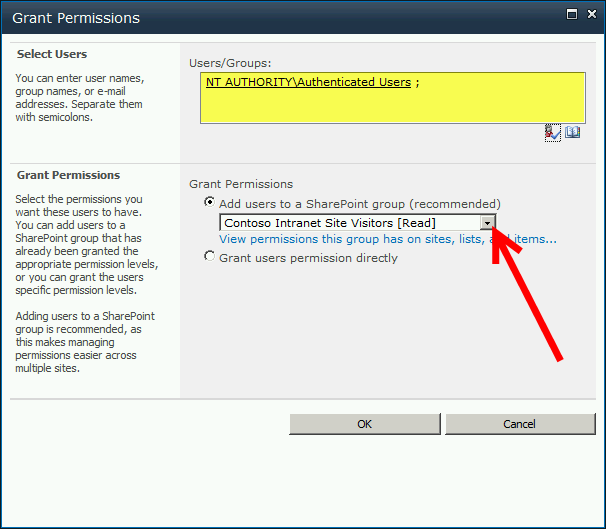 Grant Permissions
Select Users
You can enter user names,
group names, or e-mail
addresses. Separate them
with semicolons.
Users/Groups:
NT AUTHORITY\Authenticated Users ;
Grant Permissions
Select the permissions you
want these users to have.
You can add users to a
SharePoint group that has
already been granted the
appropriate permission levels,
or you can grant the users
specific permission levels.
Adding users to a SharePoint
group is recommended, as
this makes managing
permissions easier across
multiple sites.
Grant Permissions
Add users to a SharePoint group (recommended)
Contoso Intranet Site Visitors [Read]
View permissions this group has on sites, lists, and items...
Grant users permission directly
OK
Cancel